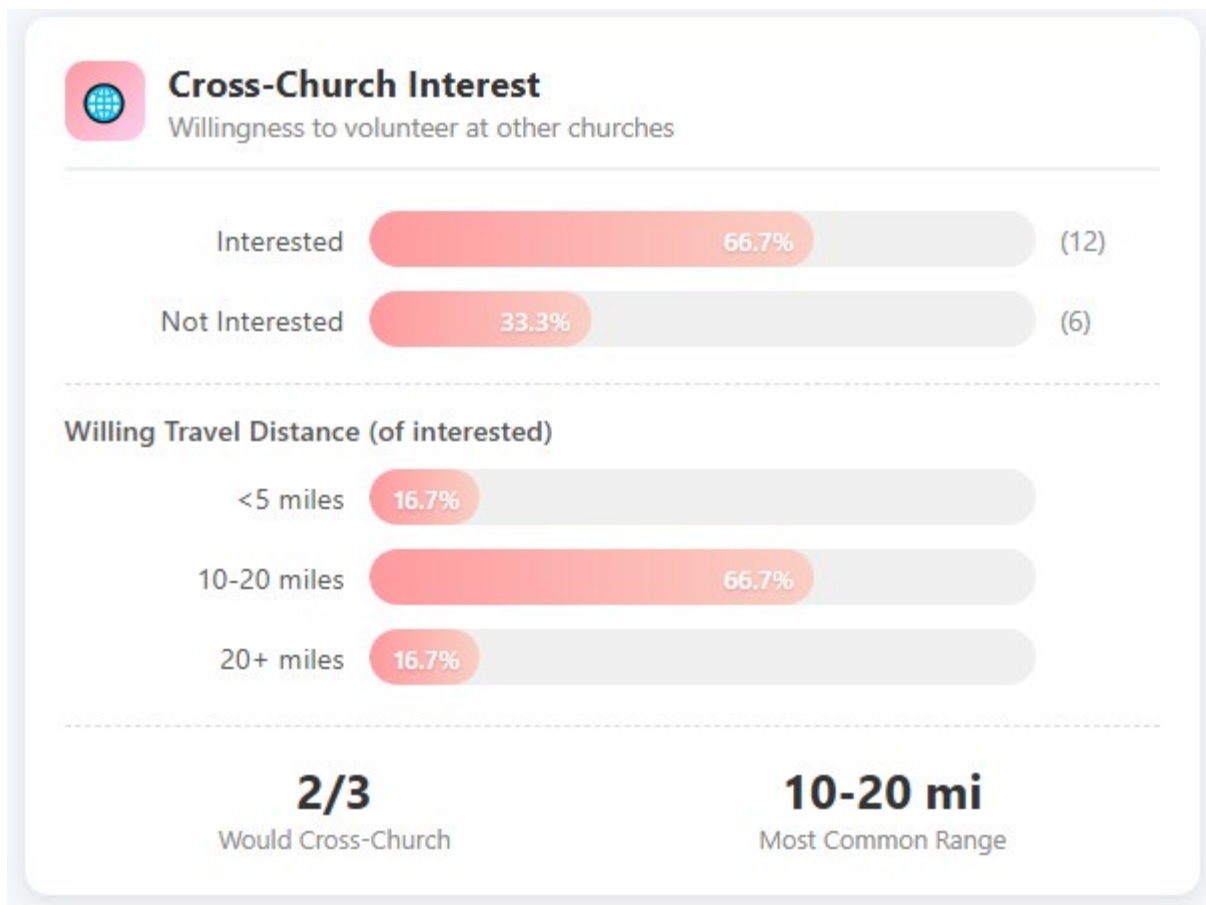 Cross-Church Interest
Willingness to volunteer at other churches
Interested 66.7% (12)
Not Interested 33.3% (6)
Willing Travel Distance (of interested)
<5 miles 16.7%
10-20 miles 66.7%
20+ miles 16.7%
2/3 10-20 mi
Would Cross-Church Most Common Range